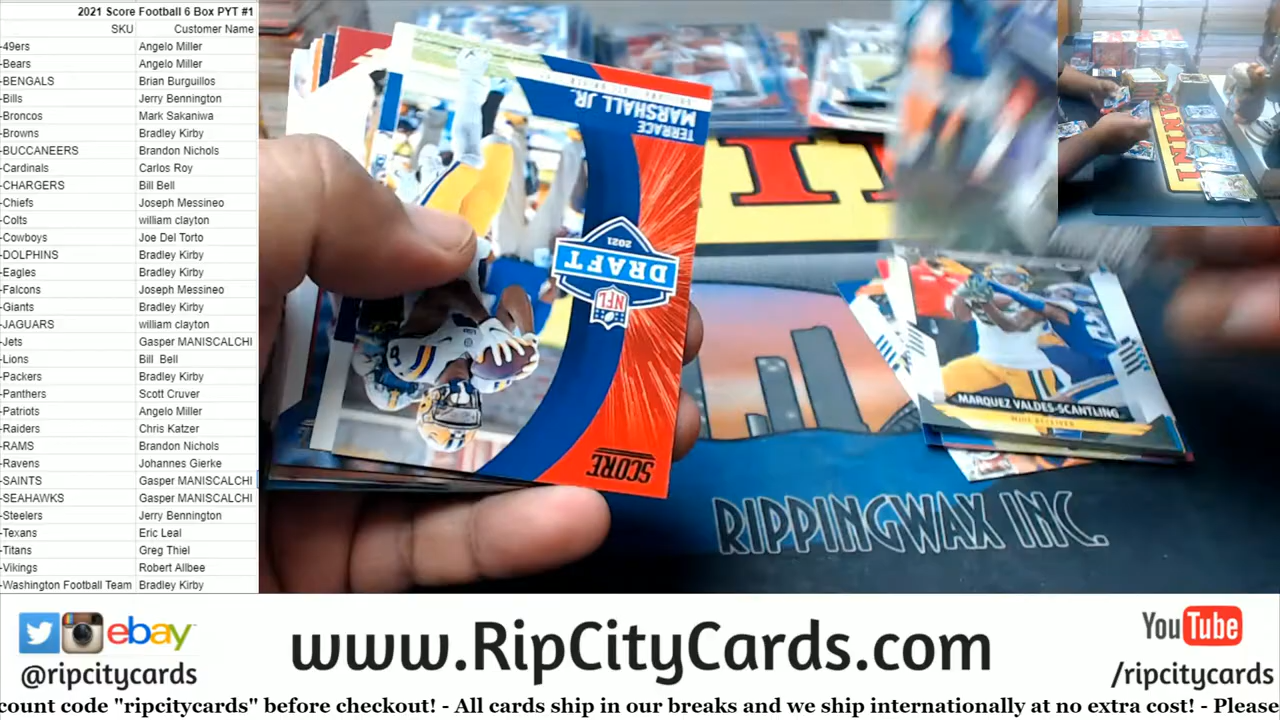 2021 Score Football 6 Box PYT #1
SKU Customer Name
-49ers Angelo Miller
-Bears Angelo Miller
-BENGALS Brian Burguillos
-Bills Jerry Bennington
-Broncos Mark Sakaniwa
-Browns Bradley Kirby
-BUCCANEERS Brandon Nichols
-Cardinals Carlos Roy
-CHARGERS Bill Bell
-Chiefs Joseph Messineo
-Colts william clayton
-Cowboys Joe Del Torto
-DOLPHINS Bradley Kirby
-Eagles Bradley Kirby
-Falcons Joseph Messineo
-Giants Bradley Kirby
-JAGUARS william clayton
-Jets Gasper MANISCALCHI
-Lions Bill Bell
-Packers Bradley Kirby
-Panthers Scott Cruver
-Patriots Angelo Miller
-Raiders Chris Katzer
-RAMS Brandon Nichols
-Ravens Johannes Gierke
-SAINTS Gasper MANISCALCHI
-SEAHAWKS Gasper MANISCALCHI
-Steelers Jerry Bennington
-Texans Eric Leal
-Titans Greg Thiel
-Vikings Robert Allbee
-Washington Football Team Bradley Kirby
TERRACE
MARSHALL JR.
2021
DRAFT
NFL
SCORE
MARQUEZ VALDES-SCANTLING
WIDE RECEIVER
RIPPINGWAX INC.
ebay
@ripcitycards
www.RipCityCards.com
YouTube
/ripcitycards
count code "ripcitycards" before checkout! - All cards ship in our breaks and we ship internationally at no extra cost! - Please